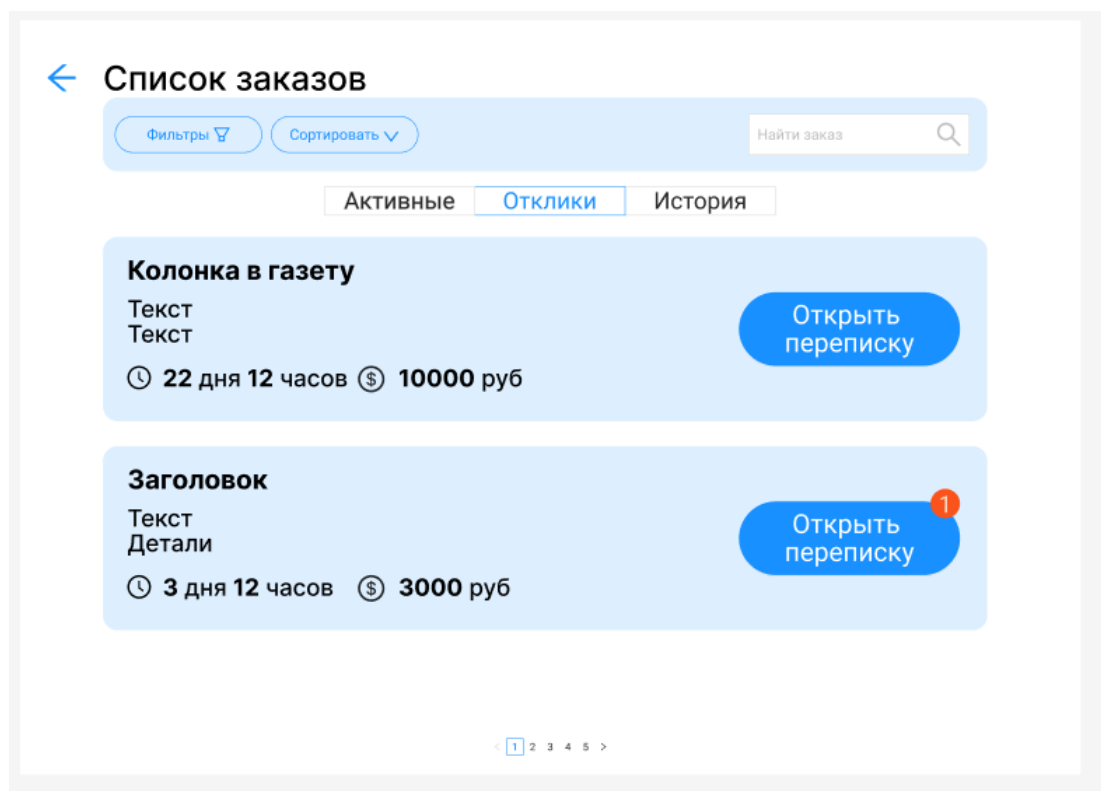 Список заказов
Фильтры Сортировать Найти заказ
Активные Отклики История
Колонка в газету
Текст
Текст
22 дня 12 часов $ 10000 руб
Открыть
переписку
Заголовок
Текст
Детали
3 дня 12 часов $ 3000 руб
1
Открыть
переписку
< 1 2 3 4 5 >